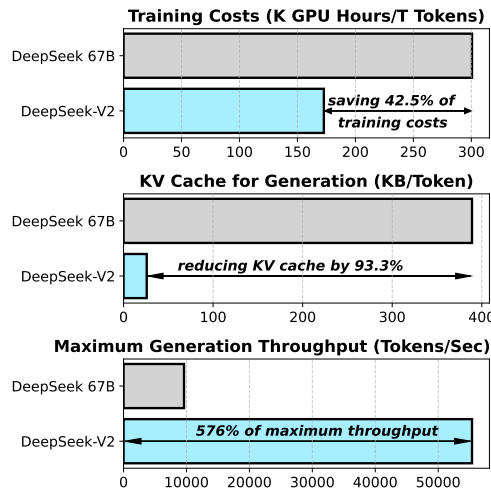 Training Costs (K GPU Hours/T Tokens)
DeepSeek 67B
DeepSeek-V2
saving 42.5% of
training costs
0 50 100 150 200 250 300
KV Cache for Generation (KB/Token)
DeepSeek 67B
DeepSeek-V2
reducing KV cache by 93.3%
0 100 200 300 400
Maximum Generation Throughput (Tokens/Sec)
DeepSeek 67B
DeepSeek-V2
576% of maximum throughput
0 10000 20000 30000 40000 50000